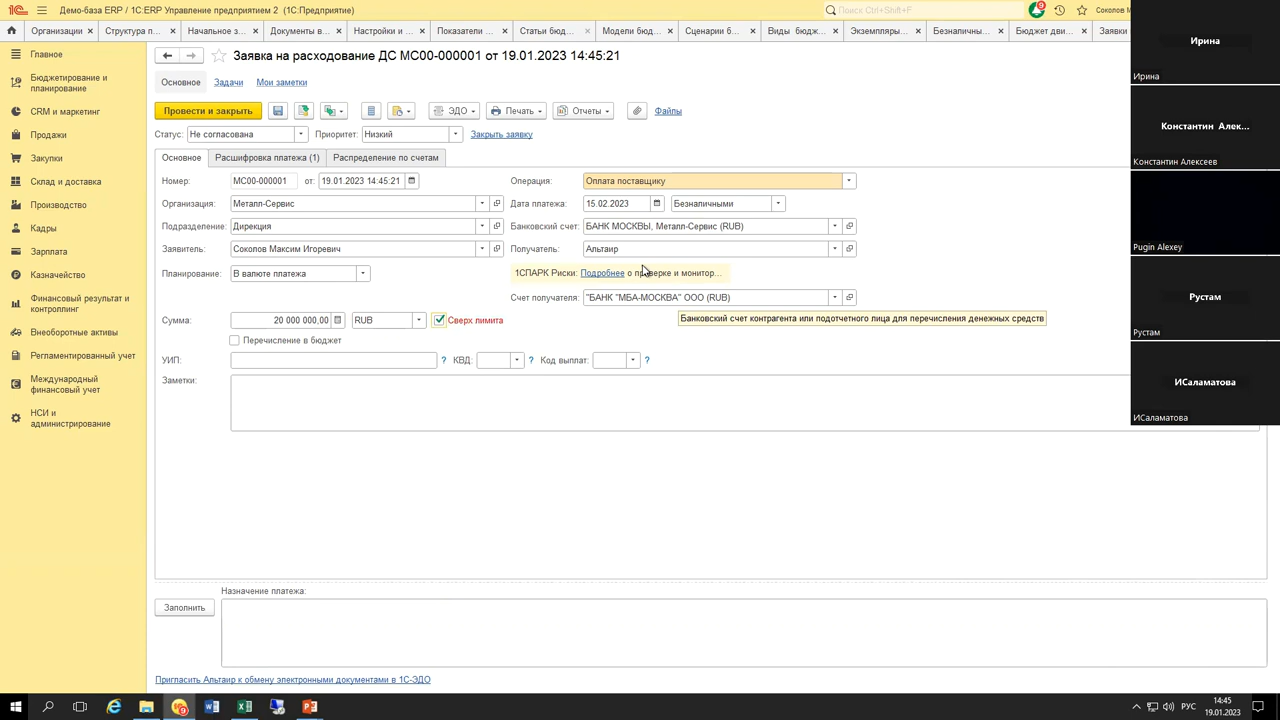 1С Демо-база ERP / 1С:ERP Управление предприятием 2 (1С:Предприятие)
Поиск Ctrl+Shift+F
9
Соколов М
Организации × Структура п... × Начальное з... × Документы в... × Настройки и ... × Показатели ... × Статьи бюд... × Модели бюд... × Сценарии б... × Виды бюдж... × Экземпляры... × Безналичны... × Бюджет дви... × Заявки
Главное
Бюджетирование и
планирование
CRM и маркетинг
Продажи
Закупки
Склад и доставка
Производство
Кадры
Зарплата
Казначейство
Финансовый результат и
контроллинг
Внеоборотные активы
Регламентированный учет
Международный
финансовый учет
НСИ и
администрирование
Заявка на расходование ДС МС00-000001 от 19.01.2023 14:45:21
Основное Задачи Мои заметки
Провести и закрыть ЭДО Печать Отчеты Файлы
Статус: Не согласована Приоритет: Низкий Закрыть заявку
Основное Расшифровка платежа (1) Распределение по счетам
Номер: МС00-000001 от: 19.01.2023 14:45:21 Операция: Оплата поставщику
Организация: Металл-Сервис Дата платежа: 15.02.2023 Безналичными
Подразделение: Дирекция Банковский счет: БАНК МОСКВЫ, Металл-Сервис (RUB)
Заявитель: Соколов Максим Игоревич Получатель: Альтаир
Планирование: В валюте платежа 1СПАРК Риски: Подробнее о проверке и монитор...
Счет получателя: "БАНК "МБА-МОСКВА" ООО (RUB)
Сумма: 20 000 000,00 RUB Сверх лимита
Банковский счет контрагента или подотчетного лица для перечисления денежных средств
Перечисление в бюджет
УИП: ? КВД: ? Код выплат: ?
Заметки:
Назначение платежа:
Заполнить
Пригласить Альтаир к обмену электронными документами в 1С-ЭДО
Ирина
Ирина
Константин Алек...
Константин Алексеев
Pugin Alexey
Рустам
Рустам
ИСаламатова
ИСаламатова
РУС
14:45
19.01.2023